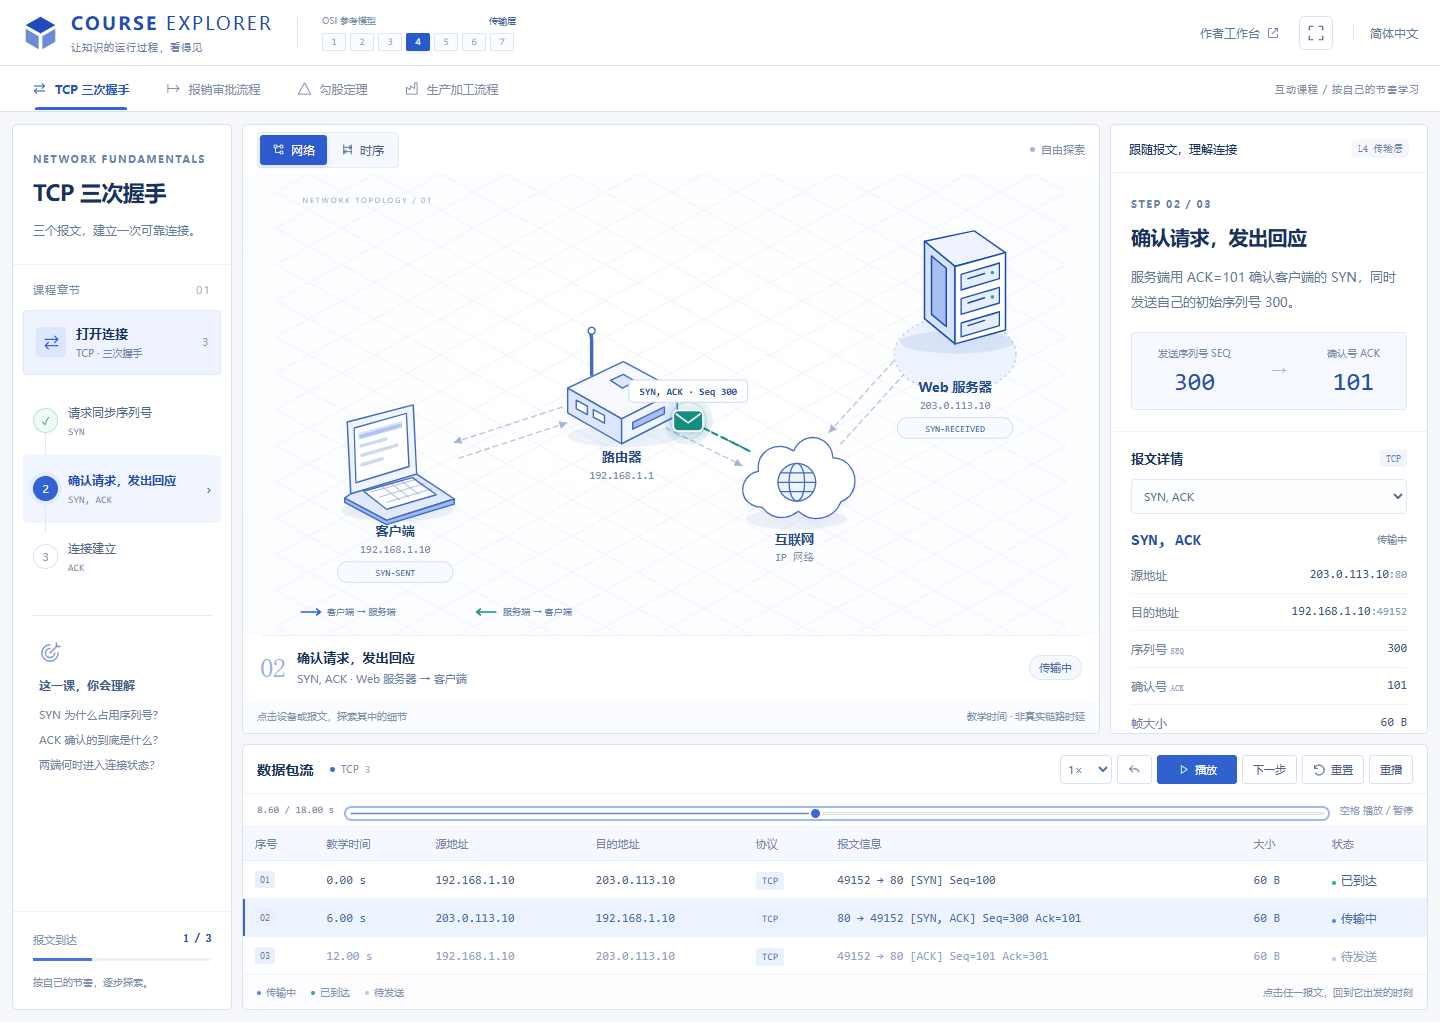 COURSE EXPLORER
让知识的运行过程，看得见
OSI 参考模型 传输层
1 2 3 4 5 6 7
作者工作台
简体中文
TCP 三次握手
报销审批流程
勾股定理
生产加工流程
互动课程 / 按自己的节奏学习
NETWORK FUNDAMENTALS
TCP 三次握手
三个报文，建立一次可靠连接。
课程章节 01
打开连接
TCP · 三次握手
3
请求同步序列号
SYN
2
确认请求，发出回应
SYN, ACK
3
连接建立
ACK
这一课，你会理解
SYN 为什么占用序列号?
ACK 确认的到底是什么?
两端何时进入连接状态?
报文到达 1 / 3
按自己的节奏，逐步探索。
网络
时序
自由探索
NETWORK TOPOLOGY / 01
SYN, ACK · Seq 300
Web 服务器
203.0.113.10
SYN-RECEIVED
路由器
192.168.1.1
客户端
192.168.1.10
SYN-SENT
互联网
IP 网络
客户端 → 服务端
服务端 → 客户端
02
确认请求，发出回应
SYN, ACK · Web 服务器 → 客户端
传输中
点击设备或报文，探索其中的细节
教学时间 · 非真实链路时延
跟随报文，理解连接
L4 传输层
STEP 02 / 03
确认请求，发出回应
服务端用 ACK=101 确认客户端的 SYN，同时
发送自己的初始序列号 300。
发送序列号 SEQ
300
→
确认号 ACK
101
报文详情
TCP
SYN, ACK
SYN, ACK 传输中
源地址 203.0.113.10:80
目的地址 192.168.1.10:49152
序列号 SEQ 300
确认号 ACK 101
帧大小 60 B
数据包流
TCP 3
1×
播放
下一步
重置
重播
8.60 / 18.00 s
空格 播放 / 暂停
序号 教学时间 源地址 目的地址 协议 报文信息 大小 状态
01 0.00 s 192.168.1.10 203.0.113.10 TCP 49152 → 80 [SYN] Seq=100 60 B 已到达
02 6.00 s 203.0.113.10 192.168.1.10 TCP 80 → 49152 [SYN, ACK] Seq=300 Ack=101 60 B 传输中
03 12.00 s 192.168.1.10 203.0.113.10 TCP 49152 → 80 [ACK] Seq=101 Ack=301 60 B 待发送
传输中 已到达 待发送
点击任一报文，回到它出发的时刻